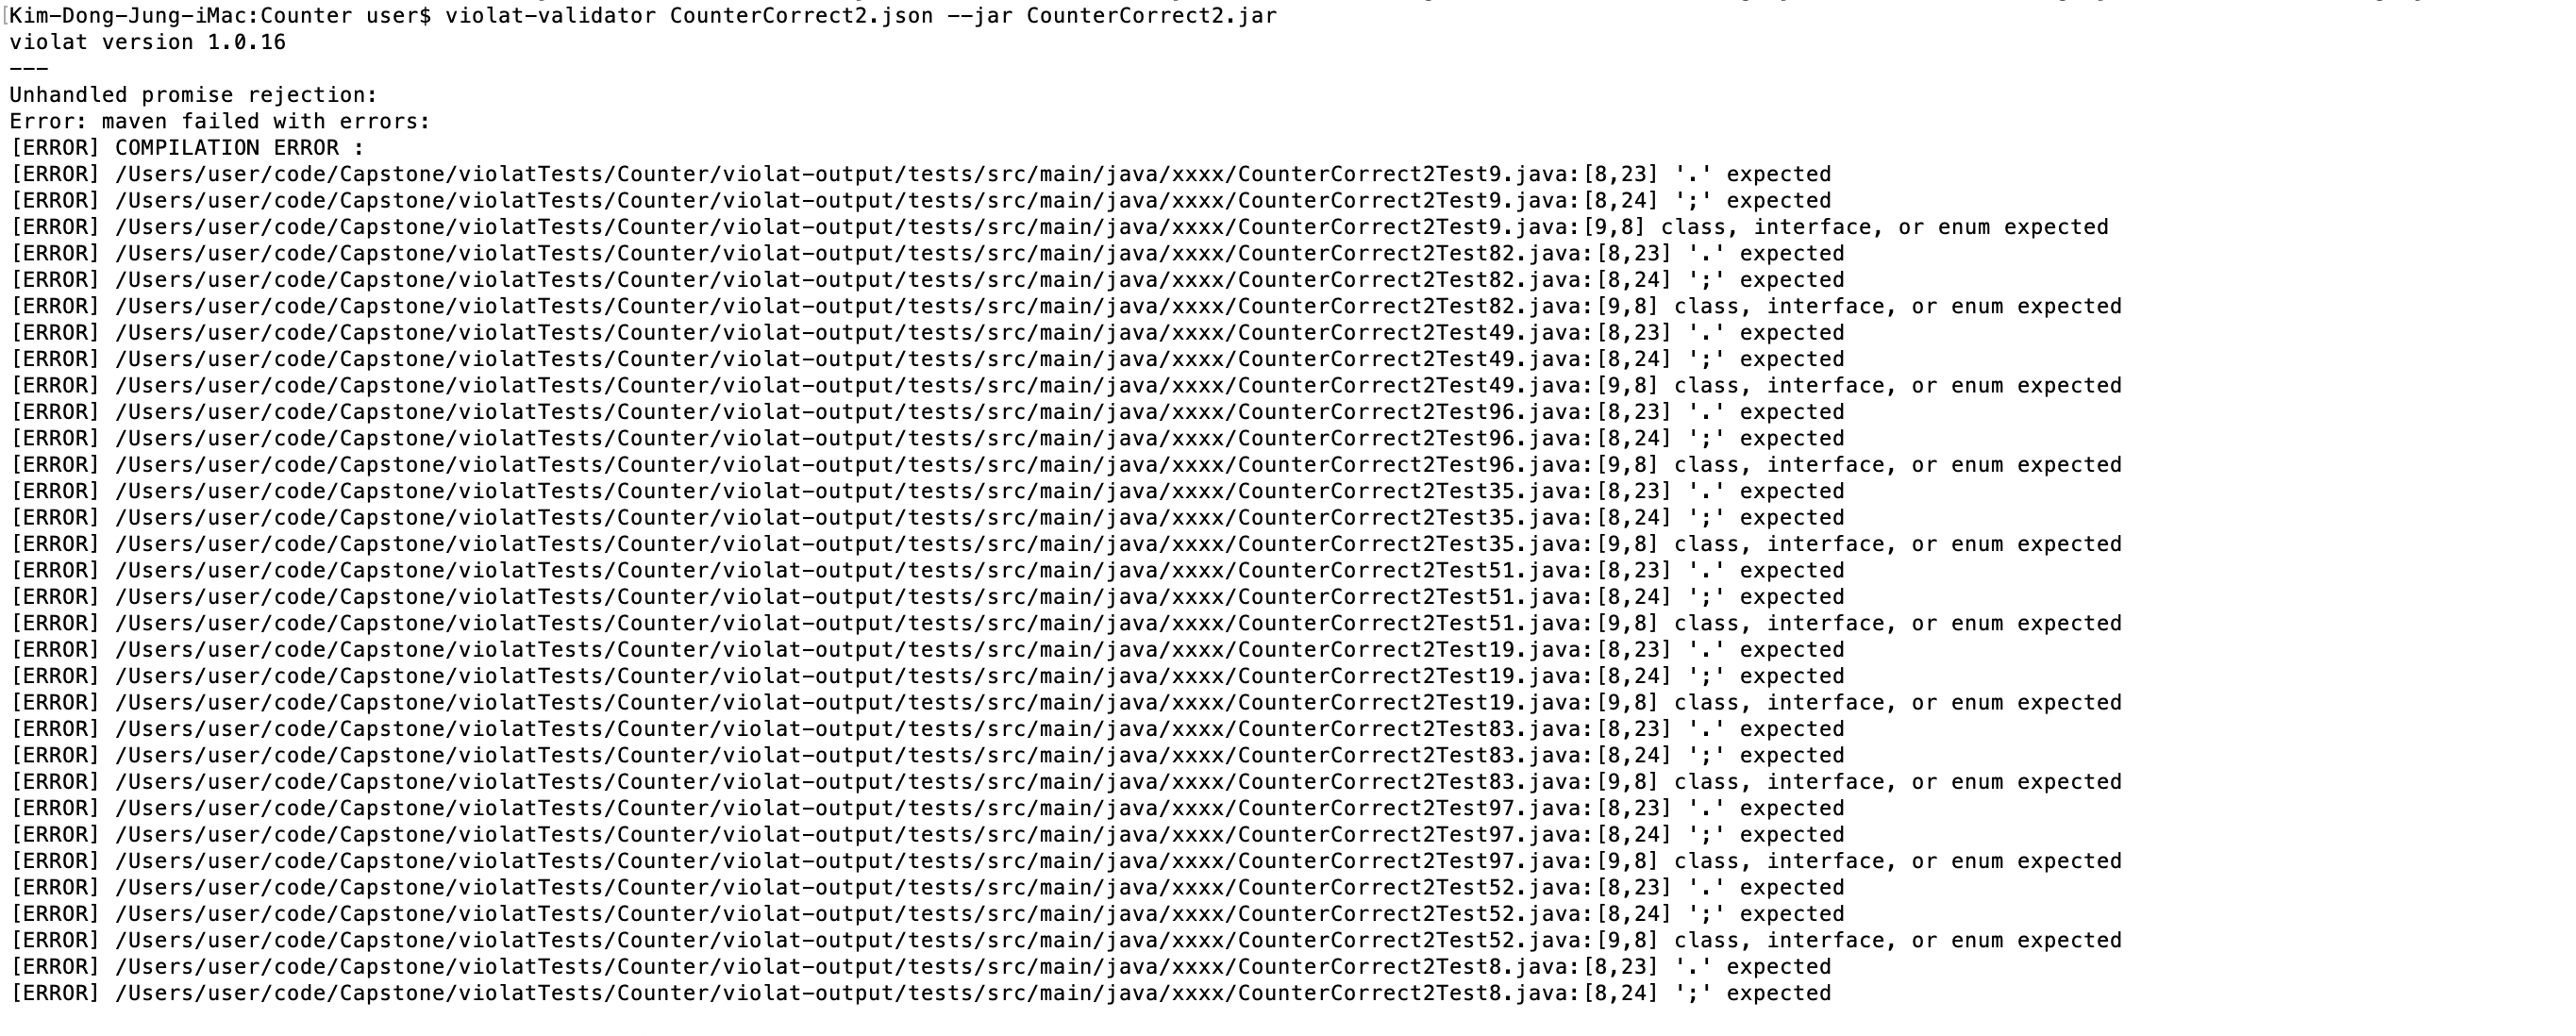 Kim-Dong-Jung-iMac:Counter user$ violat-validator CounterCorrect2.json --jar CounterCorrect2.jar
violat version 1.0.16
---
Unhandled promise rejection:
Error: maven failed with errors:
[ERROR] COMPILATION ERROR :
[ERROR] /Users/user/code/Capstone/violatTests/Counter/violat-output/tests/src/main/java/xxxx/CounterCorrect2Test9.java:[8,23] '.' expected
[ERROR] /Users/user/code/Capstone/violatTests/Counter/violat-output/tests/src/main/java/xxxx/CounterCorrect2Test9.java:[8,24] ';' expected
[ERROR] /Users/user/code/Capstone/violatTests/Counter/violat-output/tests/src/main/java/xxxx/CounterCorrect2Test9.java:[9,8] class, interface, or enum expected
[ERROR] /Users/user/code/Capstone/violatTests/Counter/violat-output/tests/src/main/java/xxxx/CounterCorrect2Test82.java:[8,23] '.' expected
[ERROR] /Users/user/code/Capstone/violatTests/Counter/violat-output/tests/src/main/java/xxxx/CounterCorrect2Test82.java:[8,24] ';' expected
[ERROR] /Users/user/code/Capstone/violatTests/Counter/violat-output/tests/src/main/java/xxxx/CounterCorrect2Test82.java:[9,8] class, interface, or enum expected
[ERROR] /Users/user/code/Capstone/violatTests/Counter/violat-output/tests/src/main/java/xxxx/CounterCorrect2Test49.java:[8,23] '.' expected
[ERROR] /Users/user/code/Capstone/violatTests/Counter/violat-output/tests/src/main/java/xxxx/CounterCorrect2Test49.java:[8,24] ';' expected
[ERROR] /Users/user/code/Capstone/violatTests/Counter/violat-output/tests/src/main/java/xxxx/CounterCorrect2Test49.java:[9,8] class, interface, or enum expected
[ERROR] /Users/user/code/Capstone/violatTests/Counter/violat-output/tests/src/main/java/xxxx/CounterCorrect2Test96.java:[8,23] '.' expected
[ERROR] /Users/user/code/Capstone/violatTests/Counter/violat-output/tests/src/main/java/xxxx/CounterCorrect2Test96.java:[8,24] ';' expected
[ERROR] /Users/user/code/Capstone/violatTests/Counter/violat-output/tests/src/main/java/xxxx/CounterCorrect2Test96.java:[9,8] class, interface, or enum expected
[ERROR] /Users/user/code/Capstone/violatTests/Counter/violat-output/tests/src/main/java/xxxx/CounterCorrect2Test35.java:[8,23] '.' expected
[ERROR] /Users/user/code/Capstone/violatTests/Counter/violat-output/tests/src/main/java/xxxx/CounterCorrect2Test35.java:[8,24] ';' expected
[ERROR] /Users/user/code/Capstone/violatTests/Counter/violat-output/tests/src/main/java/xxxx/CounterCorrect2Test35.java:[9,8] class, interface, or enum expected
[ERROR] /Users/user/code/Capstone/violatTests/Counter/violat-output/tests/src/main/java/xxxx/CounterCorrect2Test51.java:[8,23] '.' expected
[ERROR] /Users/user/code/Capstone/violatTests/Counter/violat-output/tests/src/main/java/xxxx/CounterCorrect2Test51.java:[8,24] ';' expected
[ERROR] /Users/user/code/Capstone/violatTests/Counter/violat-output/tests/src/main/java/xxxx/CounterCorrect2Test51.java:[9,8] class, interface, or enum expected
[ERROR] /Users/user/code/Capstone/violatTests/Counter/violat-output/tests/src/main/java/xxxx/CounterCorrect2Test19.java:[8,23] '.' expected
[ERROR] /Users/user/code/Capstone/violatTests/Counter/violat-output/tests/src/main/java/xxxx/CounterCorrect2Test19.java:[8,24] ';' expected
[ERROR] /Users/user/code/Capstone/violatTests/Counter/violat-output/tests/src/main/java/xxxx/CounterCorrect2Test19.java:[9,8] class, interface, or enum expected
[ERROR] /Users/user/code/Capstone/violatTests/Counter/violat-output/tests/src/main/java/xxxx/CounterCorrect2Test83.java:[8,23] '.' expected
[ERROR] /Users/user/code/Capstone/violatTests/Counter/violat-output/tests/src/main/java/xxxx/CounterCorrect2Test83.java:[8,24] ';' expected
[ERROR] /Users/user/code/Capstone/violatTests/Counter/violat-output/tests/src/main/java/xxxx/CounterCorrect2Test83.java:[9,8] class, interface, or enum expected
[ERROR] /Users/user/code/Capstone/violatTests/Counter/violat-output/tests/src/main/java/xxxx/CounterCorrect2Test97.java:[8,23] '.' expected
[ERROR] /Users/user/code/Capstone/violatTests/Counter/violat-output/tests/src/main/java/xxxx/CounterCorrect2Test97.java:[8,24] ';' expected
[ERROR] /Users/user/code/Capstone/violatTests/Counter/violat-output/tests/src/main/java/xxxx/CounterCorrect2Test97.java:[9,8] class, interface, or enum expected
[ERROR] /Users/user/code/Capstone/violatTests/Counter/violat-output/tests/src/main/java/xxxx/CounterCorrect2Test52.java:[8,23] '.' expected
[ERROR] /Users/user/code/Capstone/violatTests/Counter/violat-output/tests/src/main/java/xxxx/CounterCorrect2Test52.java:[8,24] ';' expected
[ERROR] /Users/user/code/Capstone/violatTests/Counter/violat-output/tests/src/main/java/xxxx/CounterCorrect2Test52.java:[9,8] class, interface, or enum expected
[ERROR] /Users/user/code/Capstone/violatTests/Counter/violat-output/tests/src/main/java/xxxx/CounterCorrect2Test8.java:[8,23] '.' expected
[ERROR] /Users/user/code/Capstone/violatTests/Counter/violat-output/tests/src/main/java/xxxx/CounterCorrect2Test8.java:[8,24] ';' expected